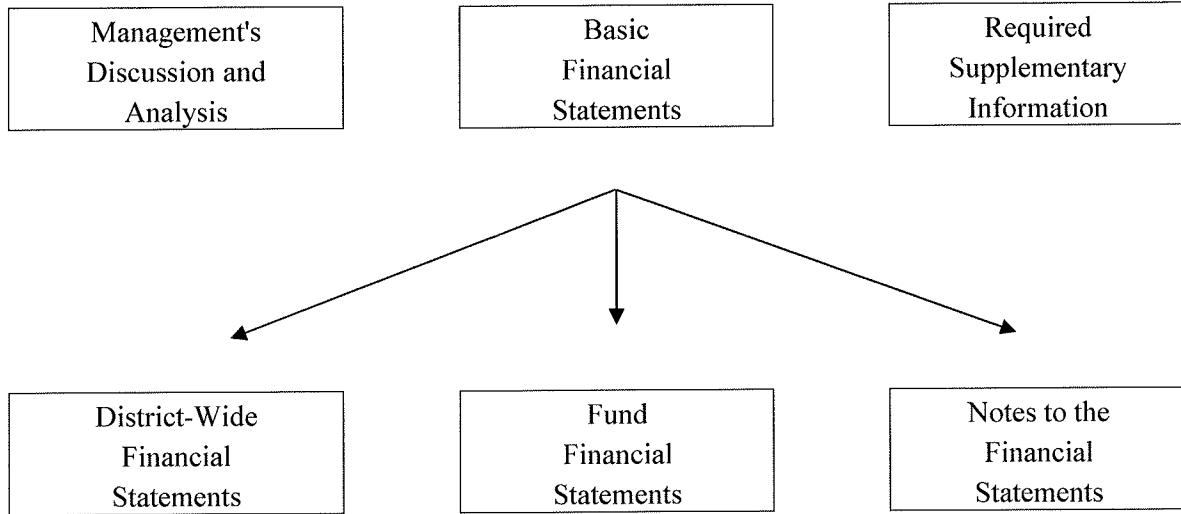 Management's
Discussion and
Analysis
Basic
Financial
Statements
Required
Supplementary
Information
District-Wide
Financial
Statements
Fund
Financial
Statements
Notes to the
Financial
Statements